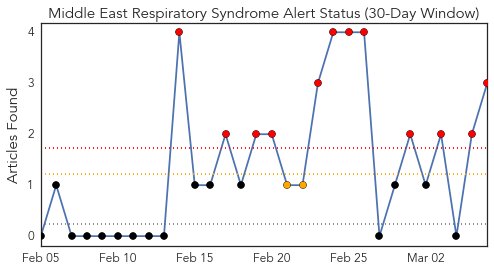 Middle East Respiratory Syndrome Alert Status (30-Day Window)
Articles Found
4
3
2
1
0
Feb 05
Feb 10
Feb 15
Feb 20
Feb 25
Mar 02